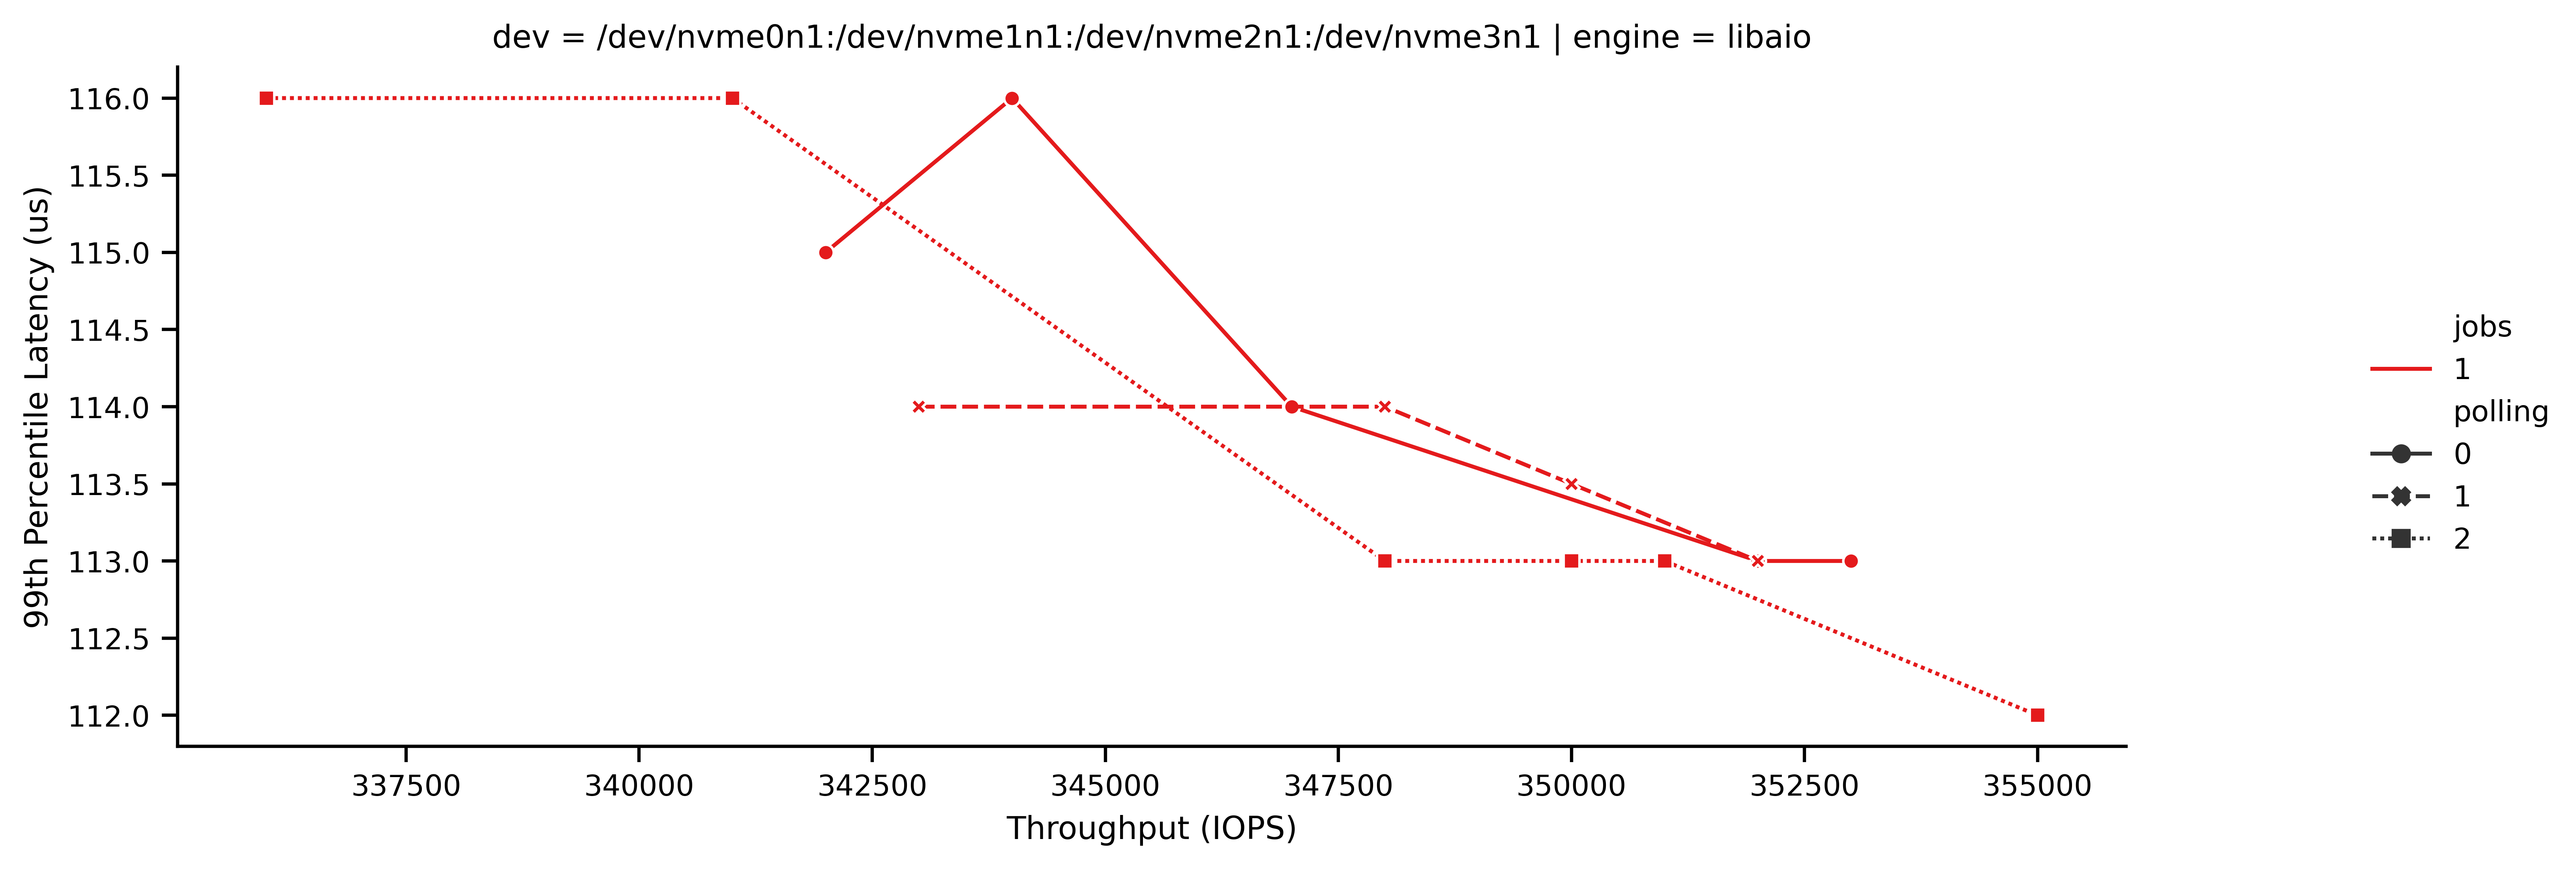 dev = /dev/nvme0n1:/dev/nvme1n1:/dev/nvme2n1:/dev/nvme3n1 | engine = libaio
99th Percentile Latency (us)
116.0
115.5
115.0
114.5
114.0
113.5
113.0
112.5
112.0
337500 340000 342500 345000 347500 350000 352500 355000
Throughput (IOPS)
jobs
1
polling
0
1
2